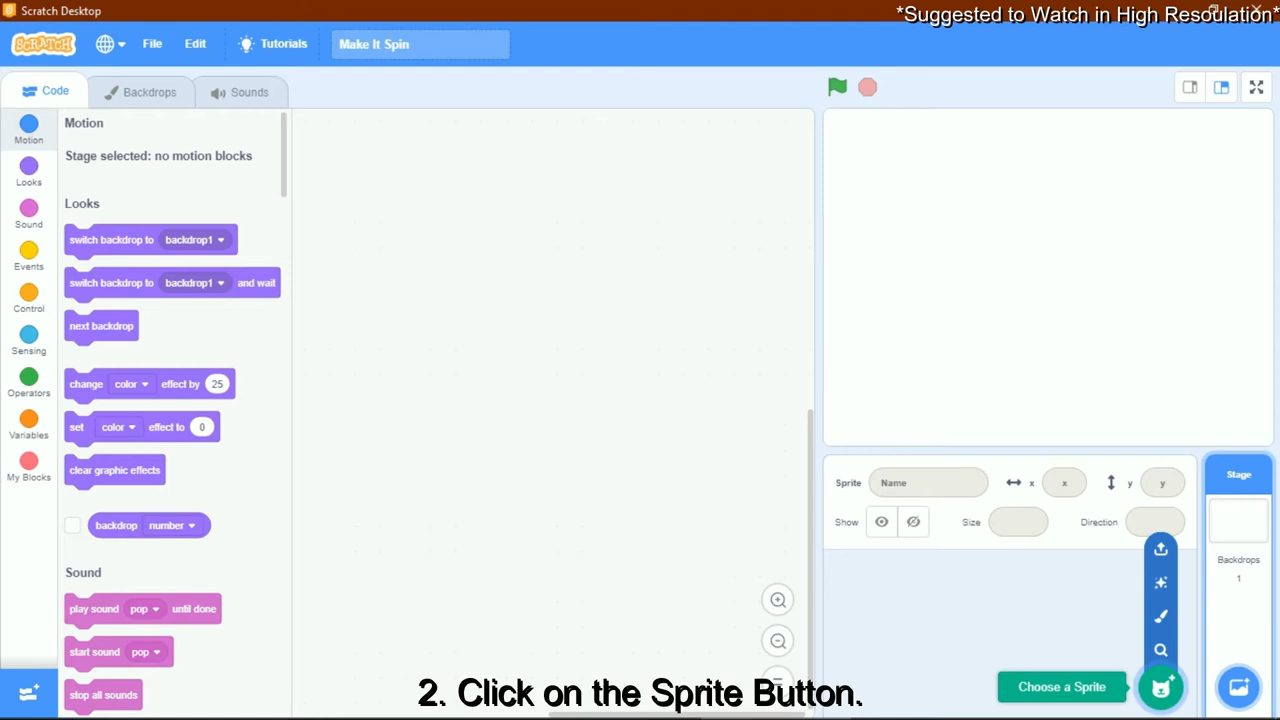 Scratch Desktop
*Suggested to Watch in High Resoulation*
SCRATCH File Edit Tutorials Make It Spin
Code Backdrops Sounds
Motion
Looks
Sound
Events
Control
Sensing
Operators
Variables
My Blocks
Motion
Stage selected: no motion blocks
Looks
switch backdrop to backdrop1
switch backdrop to backdrop1 and wait
next backdrop
change color effect by 25
set color effect to 0
clear graphic effects
backdrop number
Sound
play sound pop until done
start sound pop
stop all sounds
Sprite Name x x y y
Show Size Direction
Stage
Backdrops
1
Choose a Sprite
2. Click on the Sprite Button.